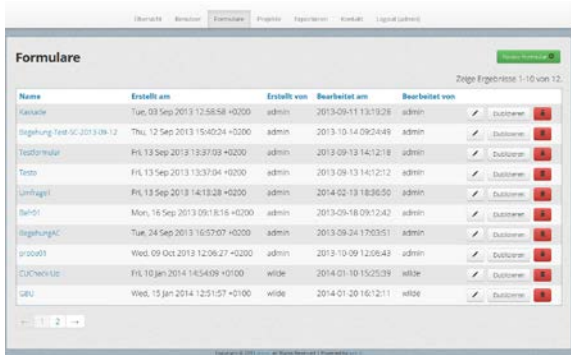 Übersicht Benutzer Formulare Projekte Exportieren Kontakt Logout (admin)
Formulare
Neues Formular
Zeige Ergebnisse 1-10 von 12.
Name Erstellt am Erstellt von Bearbeitet am Bearbeitet von
Kaskade Tue, 03 Sep 2013 12:58:58 +0200 admin 2013-09-11 13:19:26 admin Duplizieren
Begehung-Test-SC-2013-09-12 Thu, 12 Sep 2013 15:40:24 +0200 admin 2013-10-14 09:24:49 admin Duplizieren
Testformular Fri, 13 Sep 2013 13:37:03 +0200 admin 2013-09-13 14:12:18 admin Duplizieren
Testo Fri, 13 Sep 2013 13:37:04 +0200 admin 2013-09-13 14:12:12 admin Duplizieren
Umfrage1 Fri, 13 Sep 2013 14:13:28 +0200 admin 2014-02-13 18:36:50 admin Duplizieren
Mon, 16 Sep 2013 09:18:16 +0200 admin 2013-09-18 09:12:42 admin Duplizieren
BegehungAC Tue, 24 Sep 2013 16:57:07 +0200 admin 2013-09-24 17:03:51 admin Duplizieren
proba01 Wed, 09 Oct 2013 12:06:27 +0200 admin 2013-10-09 12:06:43 admin Duplizieren
CUCheck-Up Fri, 10 Jan 2014 14:54:09 +0100 wilde 2014-01-10 15:25:39 wilde Duplizieren
GBU Wed, 15 Jan 2014 12:51:57 +0100 wilde 2014-01-20 16:12:11 wilde Duplizieren
← 1 2 →